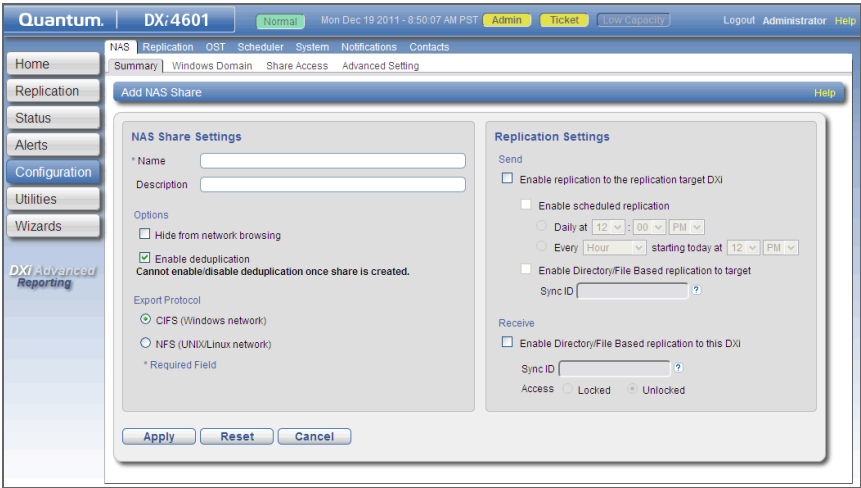 Quantum. DXi4601 Normal Mon Dec 19 2011 - 8:50:07 AM PST Admin Ticket Low Capacity Logout Administrator Help
NAS Replication OST Scheduler System Notifications Contacts
Summary Windows Domain Share Access Advanced Setting
Home
Replication
Status
Alerts
Configuration
Utilities
Wizards
DXi Advanced
Reporting
Add NAS Share Help
NAS Share Settings
* Name
Description
Options
Hide from network browsing
Enable deduplication
Cannot enable/disable deduplication once share is created.
Export Protocol
CIFS (Windows network)
NFS (UNIX/Linux network)
* Required Field
Replication Settings
Send
Enable replication to the replication target DXi
Enable scheduled replication
Daily at 12 : 00 PM
Every Hour starting today at 12 PM
Enable Directory/File Based replication to target
Sync ID ?
Receive
Enable Directory/File Based replication to this DXi
Sync ID ?
Access Locked Unlocked
Apply Reset Cancel